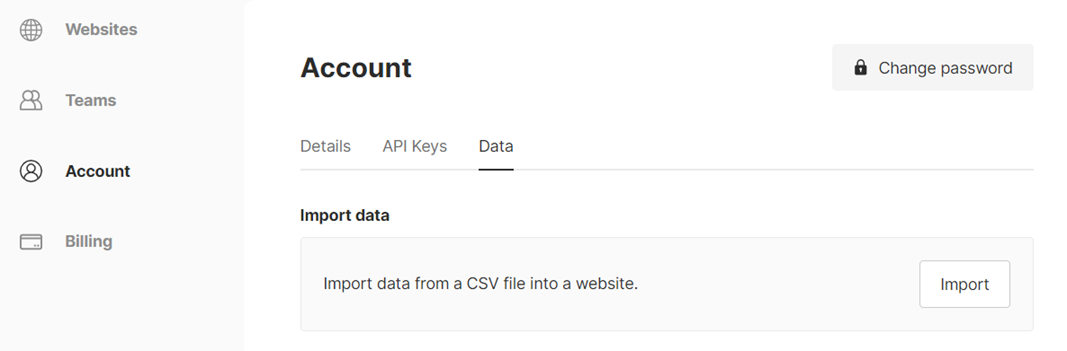 Websites
Teams
Account
Billing
Account
Change password
Details API Keys Data
Import data
Import data from a CSV file into a website.
Import